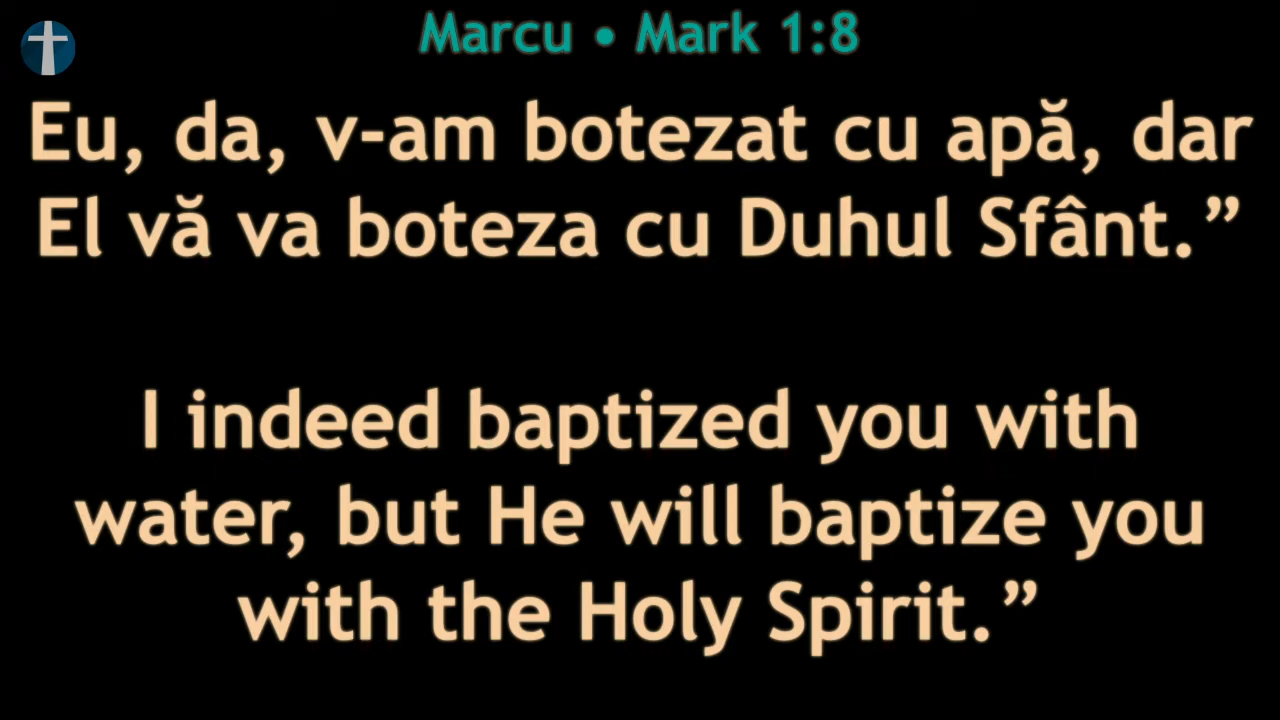 Marcu • Mark 1:8
Eu, da, v-am botezat cu apă, dar
El vă va boteza cu Duhul Sfânt.”
I indeed baptized you with
water, but He will baptize you
with the Holy Spirit.”